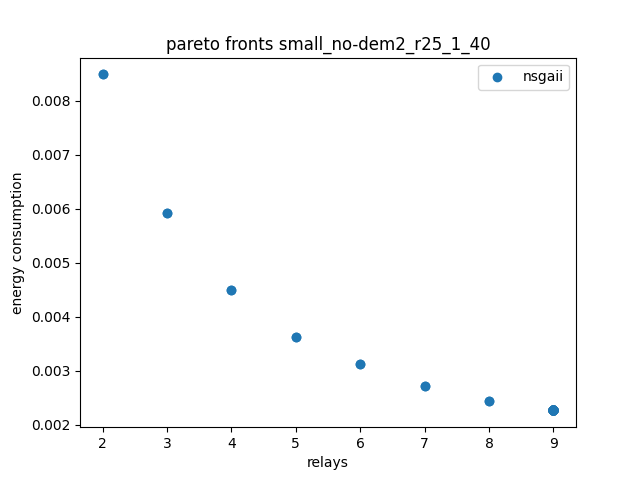 pareto fronts small_no-dem2_r25_1_40
nsgaii
0.008
0.007
0.006
0.005
0.004
0.003
0.002
energy consumption
2 3 4 5 6 7 8 9
relays